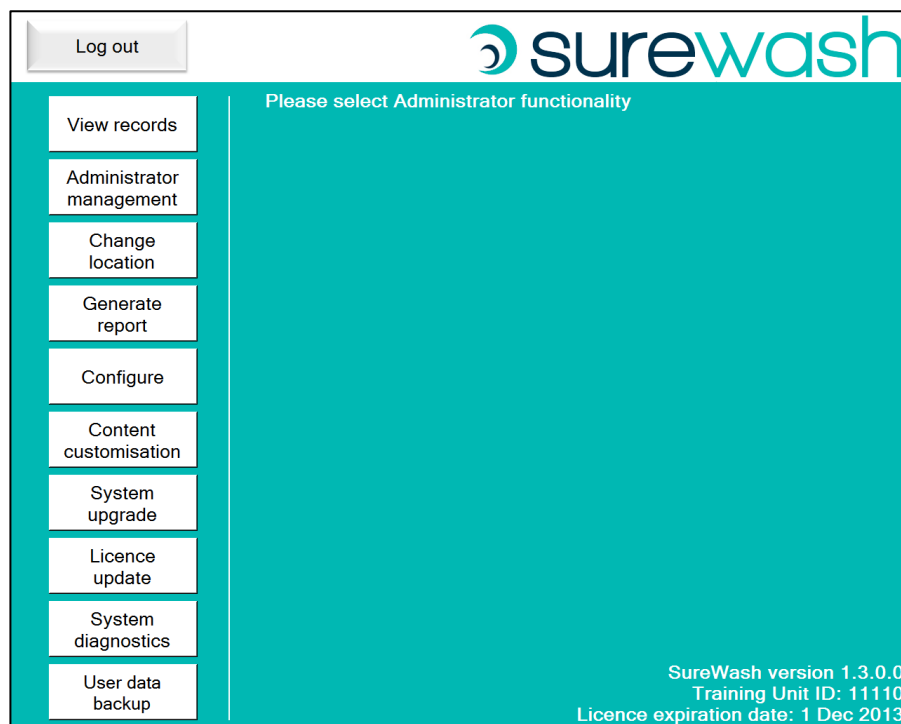 Log out
surewash
Please select Administrator functionality
View records
Administrator
management
Change
location
Generate
report
Configure
Content
customisation
System
upgrade
Licence
update
System
diagnostics
User data
backup
SureWash version 1.3.0.0
Training Unit ID: 11110
Licence expiration date: 1 Dec 2013